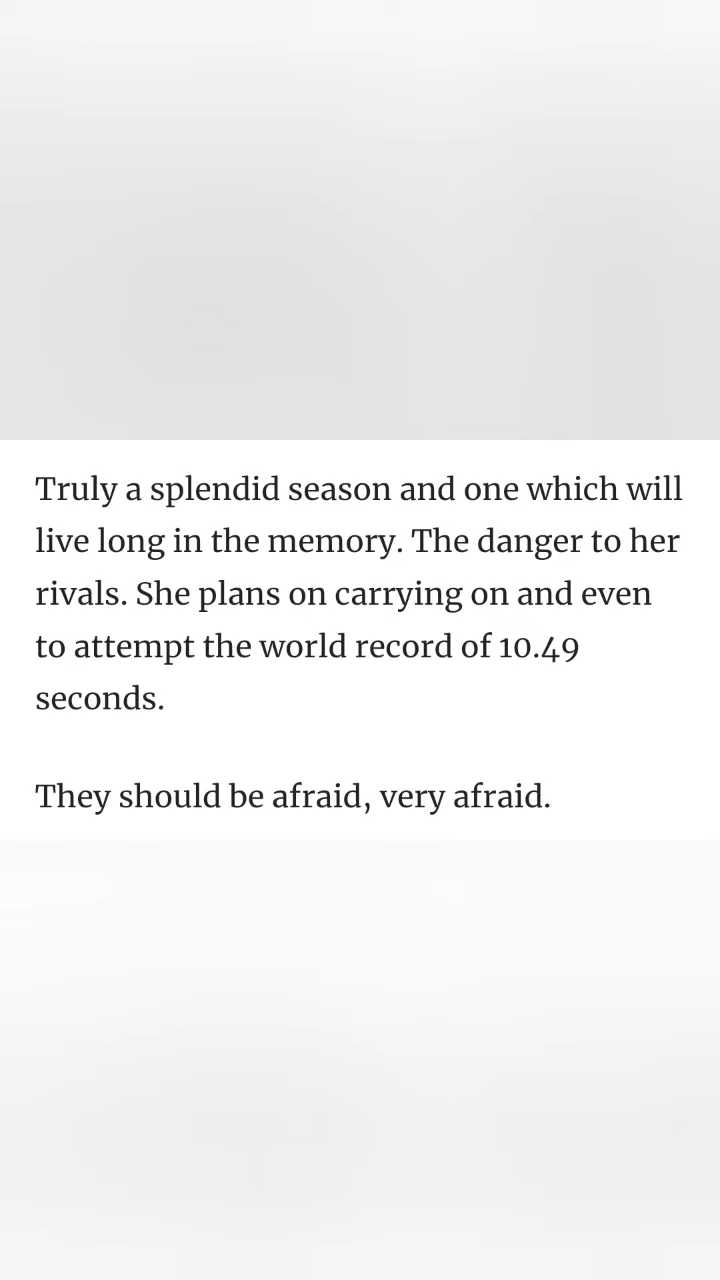 Truly a splendid season and one which will
live long in the memory. The danger to her
rivals. She plans on carrying on and even
to attempt the world record of 10.49
seconds.
They should be afraid, very afraid.